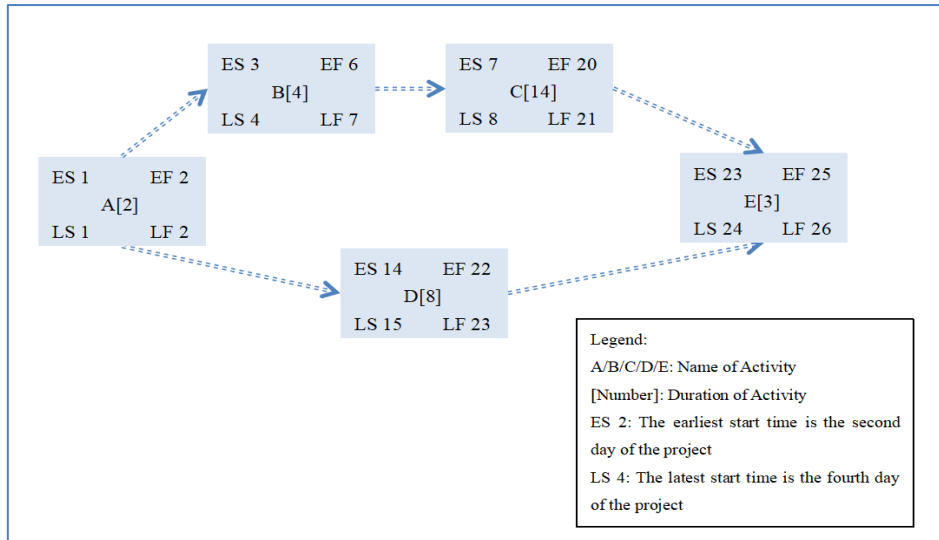 ES 3 EF 6
B[4]
LS 4 LF 7
ES 7 EF 20
C[14]
LS 8 LF 21
ES 1 EF 2
A[2]
LS 1 LF 2
ES 23 EF 25
E[3]
LS 24 LF 26
ES 14 EF 22
D[8]
LS 15 LF 23
Legend:
A/B/C/D/E: Name of Activity
[Number]: Duration of Activity
ES 2: The earliest start time is the second
day of the project
LS 4: The latest start time is the fourth day
of the project